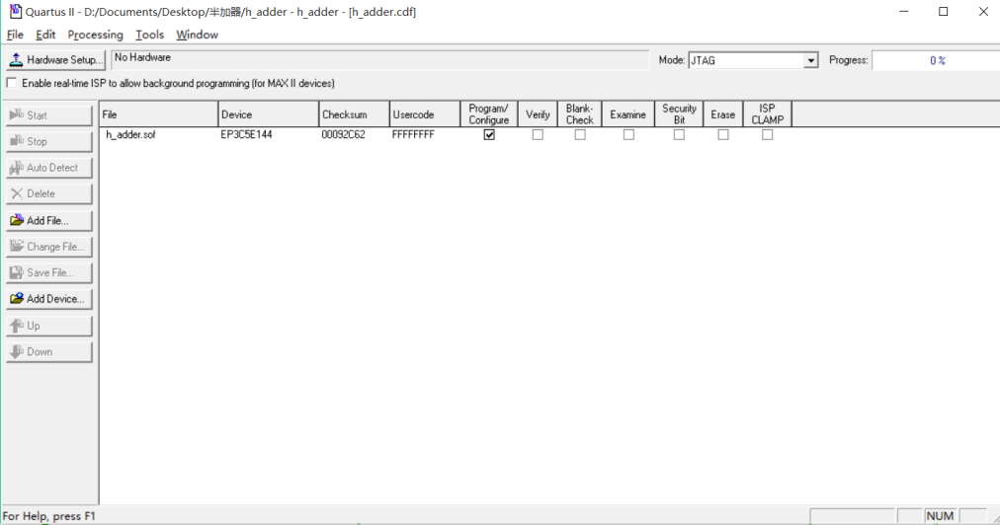 Quartus II - D:/Documents/Desktop/半加器/h_adder - h_adder - [h_adder.cdf]
File Edit Processing Tools Window
Hardware Setup... No Hardware Mode: JTAG Progress: 0 %
Enable real-time ISP to allow background programming (for MAX II devices)
Start
Stop
Auto Detect
Delete
Add File...
Change File...
Save File...
Add Device...
Up
Down
File Device Checksum Usercode Program/ Configure Verify Blank- Check Examine Security Bit Erase ISP CLAMP
h_adder.sof EP3C5E144 00092C62 FFFFFFFF
For Help, press F1 NUM